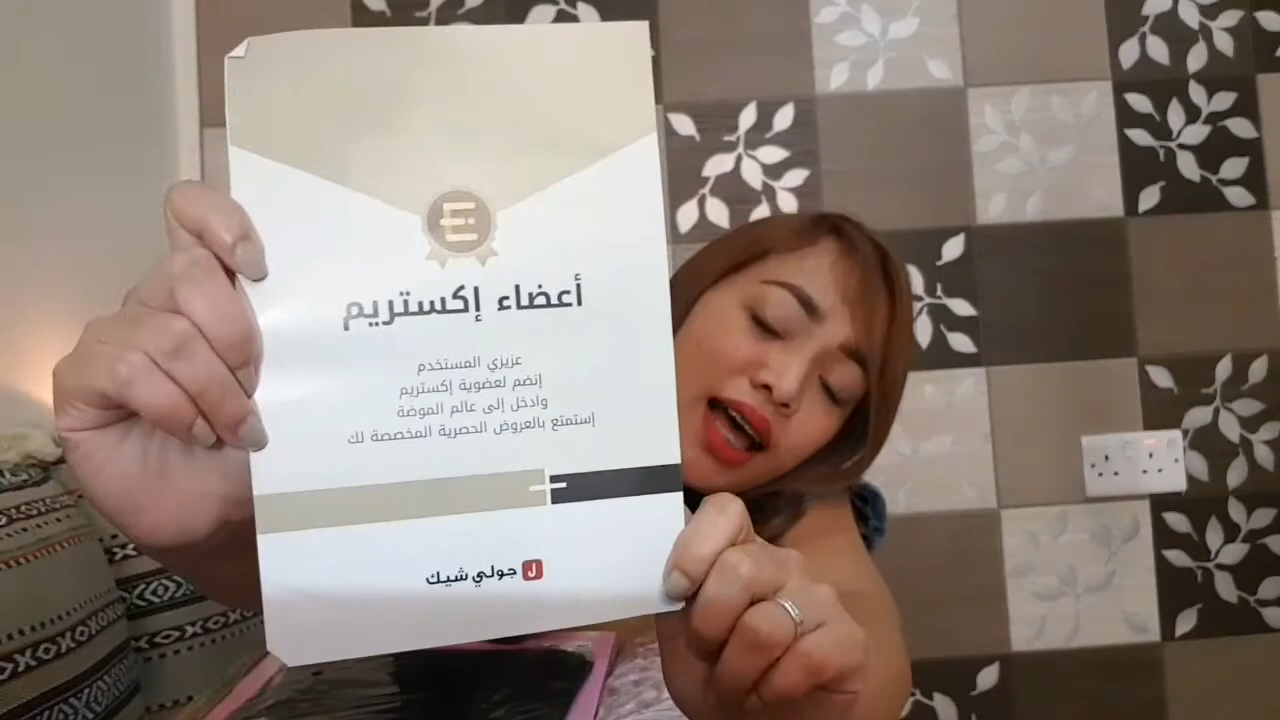 E
أعضاء إكستريم
عزيزي المستخدم
إنضم لعضوية إكستريم
وادخل إلى عالم الموضة
إستمتع بالعروض الحصرية المخصصة لك
جولي شيك